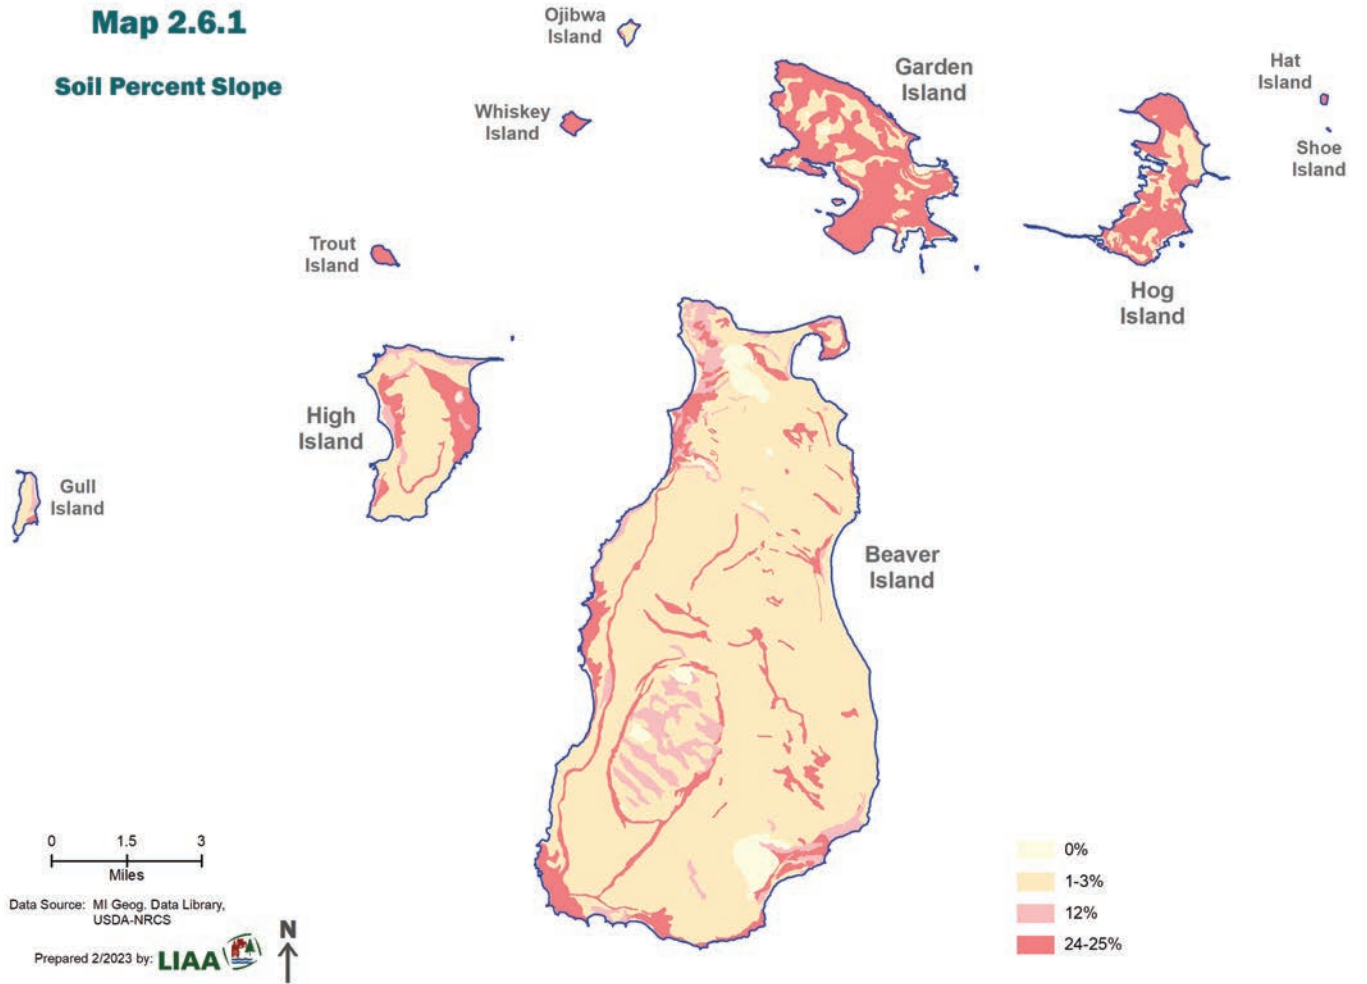 Map 2.6.1
Soil Percent Slope
Ojibwa
Island
Whiskey
Island
Garden
Island
Hat
Island
Shoe
Island
Trout
Island
Hog
Island
High
Island
Gull
Island
Beaver
Island
0 1.5 3
Miles
Data Source: MI Geog. Data Library,
USDA-NRCS
Prepared 2/2023 by: LIAA
N
0%
1-3%
12%
24-25%